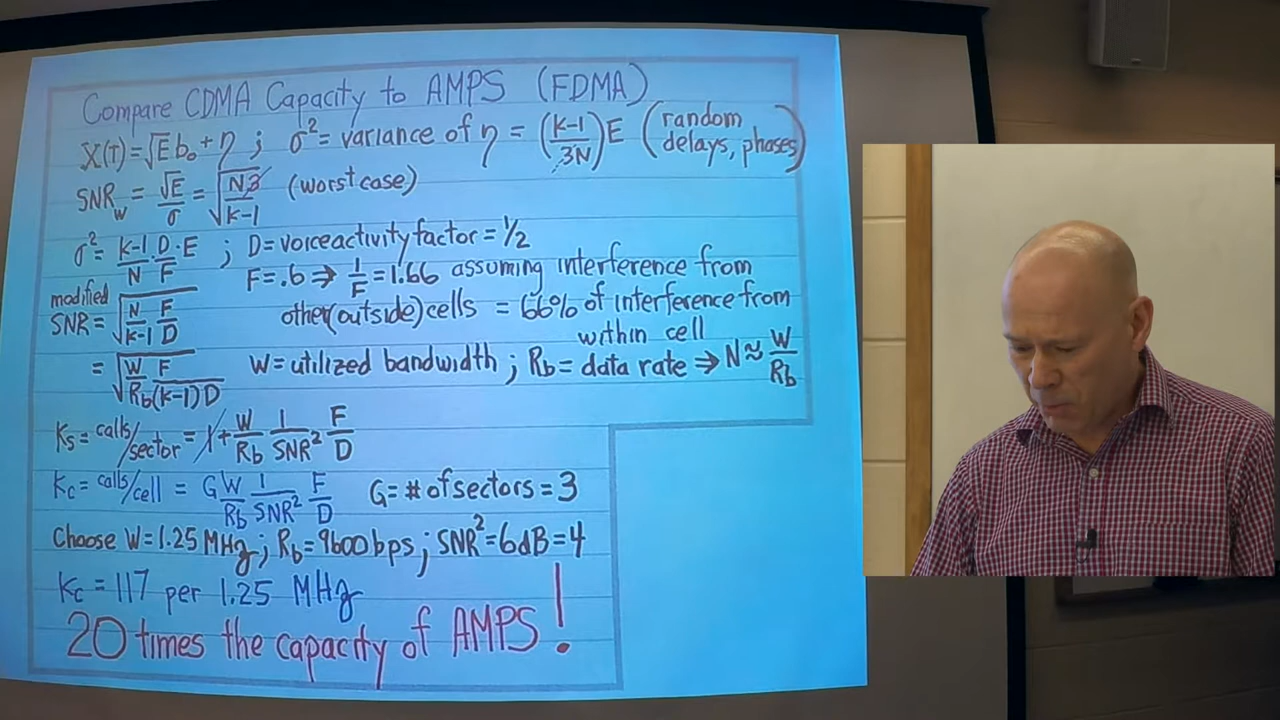 Compare CDMA Capacity to AMPS (FDMA)
X(T)=√E b₀+η ; σ²= variance of η = (K-1/3N)E (random delays, phases)
SNR_w = √E/σ = √(N3/K-1) (worst case)
σ²= K-1/N · D/F · E ; D= voice activity factor = 1/2
F=.6 ⇒ 1/F = 1.66 assuming interference from
other (outside) cells = 66% of interference from
within cell
modified
SNR = √(N/K-1 F/D)
= √(W F/R_b(K-1)D) W= utilized bandwidth ; R_b= data rate ⇒ N≈ W/R_b
K_s= calls/sector = 1+ W/R_b 1/SNR² F/D
K_c= calls/cell = G W/R_b 1/SNR² F/D G= # of sectors = 3
Choose W=1.25 MHz; R_b=9600bps; SNR²=6dB=4
K_c = 117 per 1.25 MHz
20 times the capacity of AMPS!